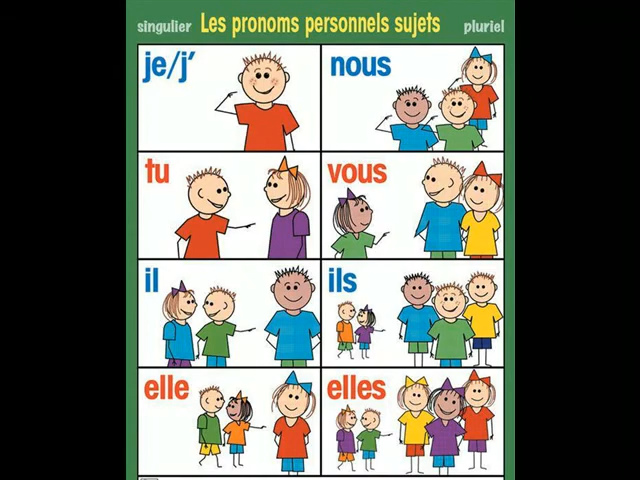 singulier Les pronoms personnels sujets pluriel
je/j' nous
tu vous
il ils
elle elles